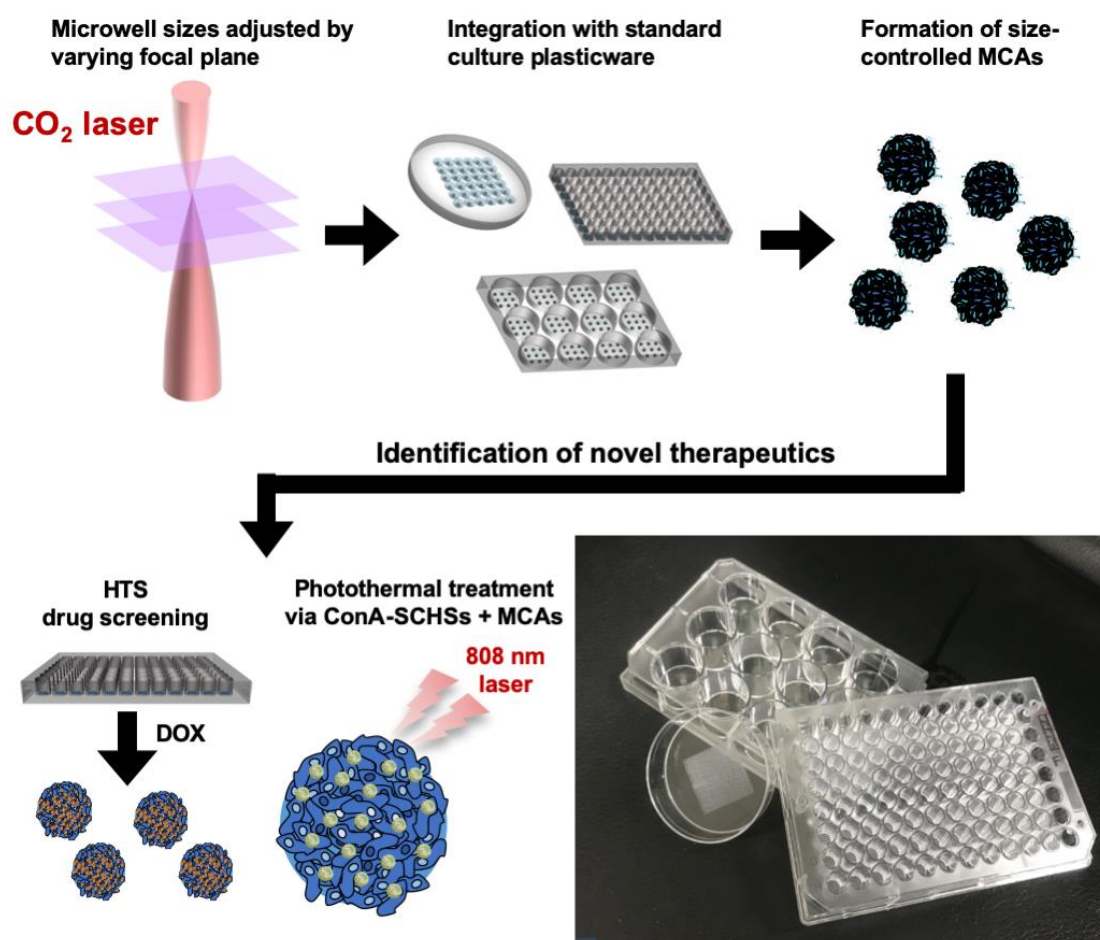 Microwell sizes adjusted by
varying focal plane
CO₂ laser
Integration with standard
culture plasticware
Formation of size-
controlled MCAs
Identification of novel therapeutics
HTS
drug screening
DOX
Photothermal treatment
via ConA-SCHSs + MCAs
808 nm
laser